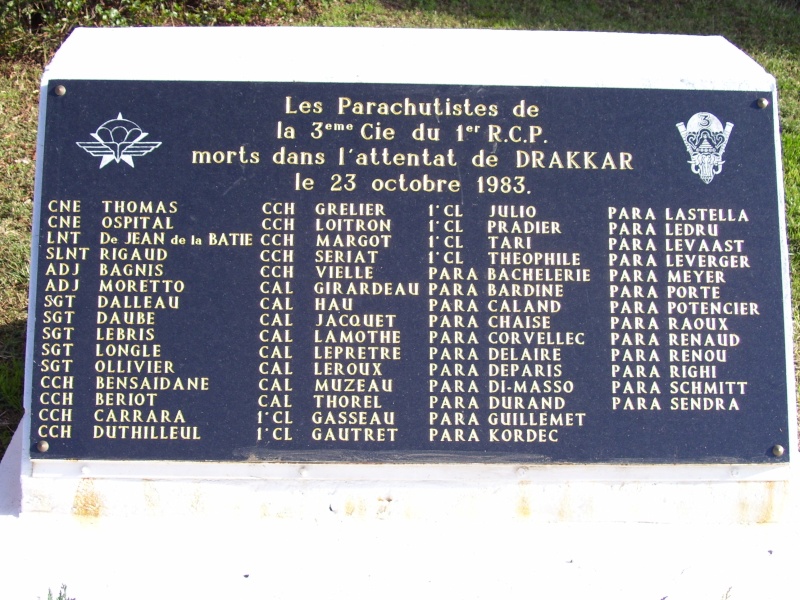 Les Parachutistes de
la 3eme Cie du 1er R.C.P.
morts dans l'attentat de DRAKKAR
le 23 octobre 1983.
3
CNE THOMAS
CNE OSPITAL
LNT De JEAN de la BATIE
SLNT RIGAUD
ADJ BAGNIS
ADJ MORETTO
SGT DALLEAU
SGT DAUBE
SGT LEBRIS
SGT LONGLE
SGT OLLIVIER
CCH BENSAIDANE
CCH BERIOT
CCH CARRARA
CCH DUTHILLEUL
CCH GRELIER
CCH LOITRON
CCH MARGOT
CCH SERIAT
CCH VIELLE
CAL GIRARDEAU
CAL HAU
CAL JACQUET
CAL LAMOTHE
CAL LEPRETRE
CAL LEROUX
CAL MUZEAU
CAL THOREL
1°CL GASSEAU
1°CL GAUTRET
1°CL JULIO
1°CL PRADIER
1°CL TARI
1°CL THEOPHILE
PARA BACHELERIE
PARA BARDINE
PARA CALAND
PARA CHAISE
PARA CORVELLEC
PARA DELAIRE
PARA DEPARIS
PARA DI-MASSO
PARA DURAND
PARA GUILLEMET
PARA KORDEC
PARA LASTELLA
PARA LEDRU
PARA LEVAAST
PARA LEVERGER
PARA MEYER
PARA PORTE
PARA POTENCIER
PARA RAOUX
PARA RENAUD
PARA RENOU
PARA RIGHI
PARA SCHMITT
PARA SENDRA